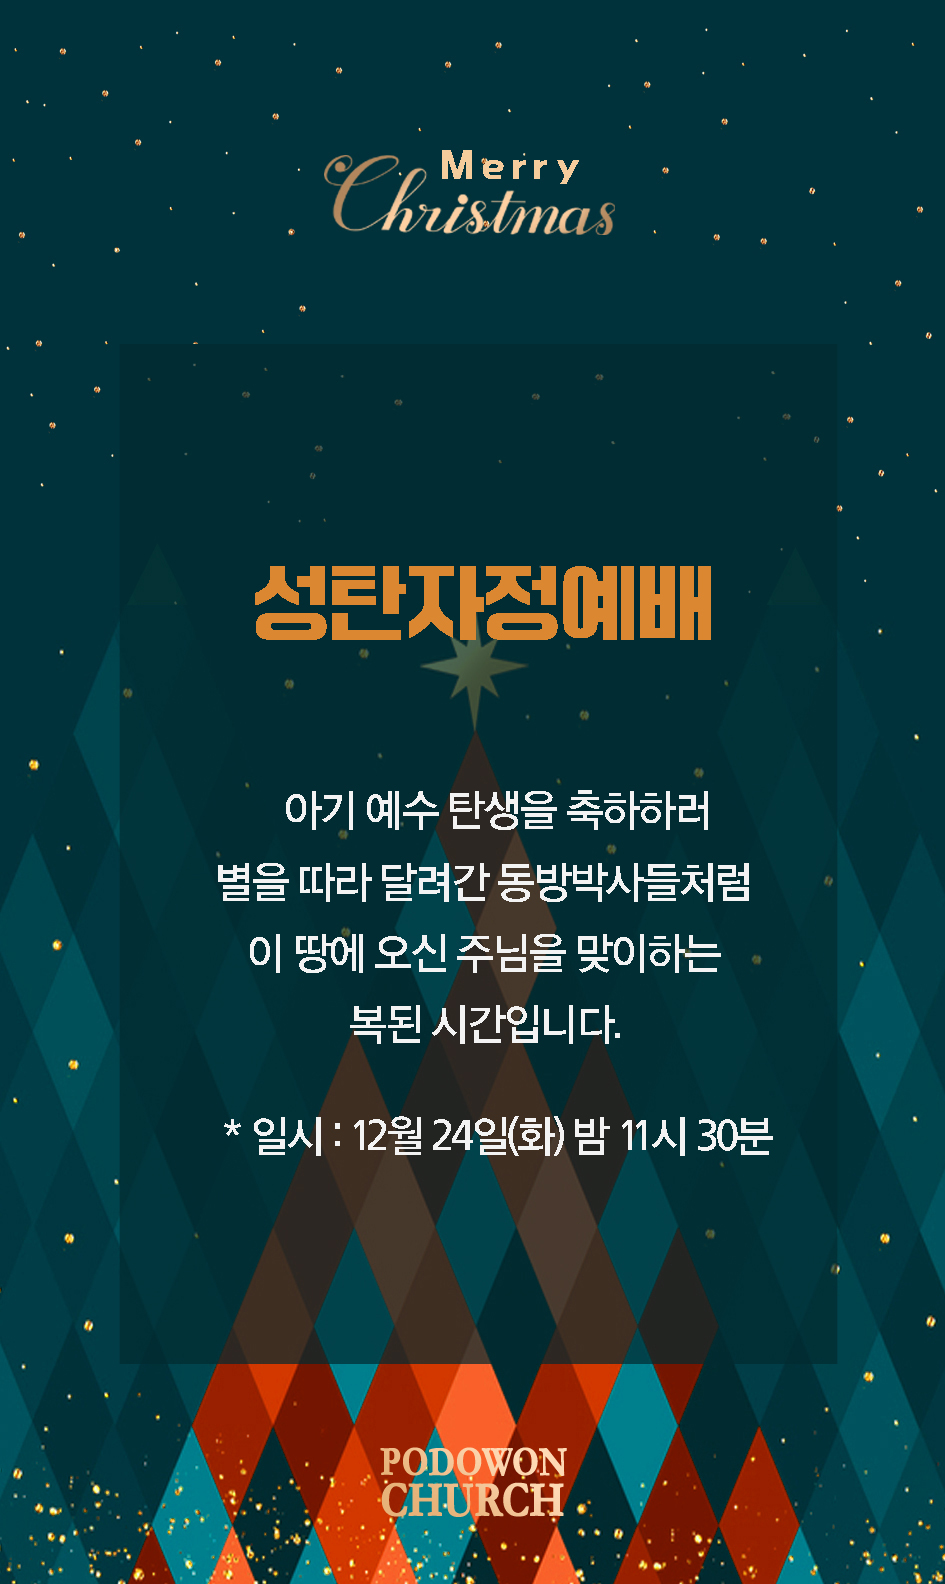 Merry
Christmas
성탄자정예배
아기 예수 탄생을 축하하러
별을 따라 달려간 동방박사들처럼
이 땅에 오신 주님을 맞이하는
복된 시간입니다.
* 일시 : 12월 24일(화) 밤 11시 30분
PODOWON
CHURCH